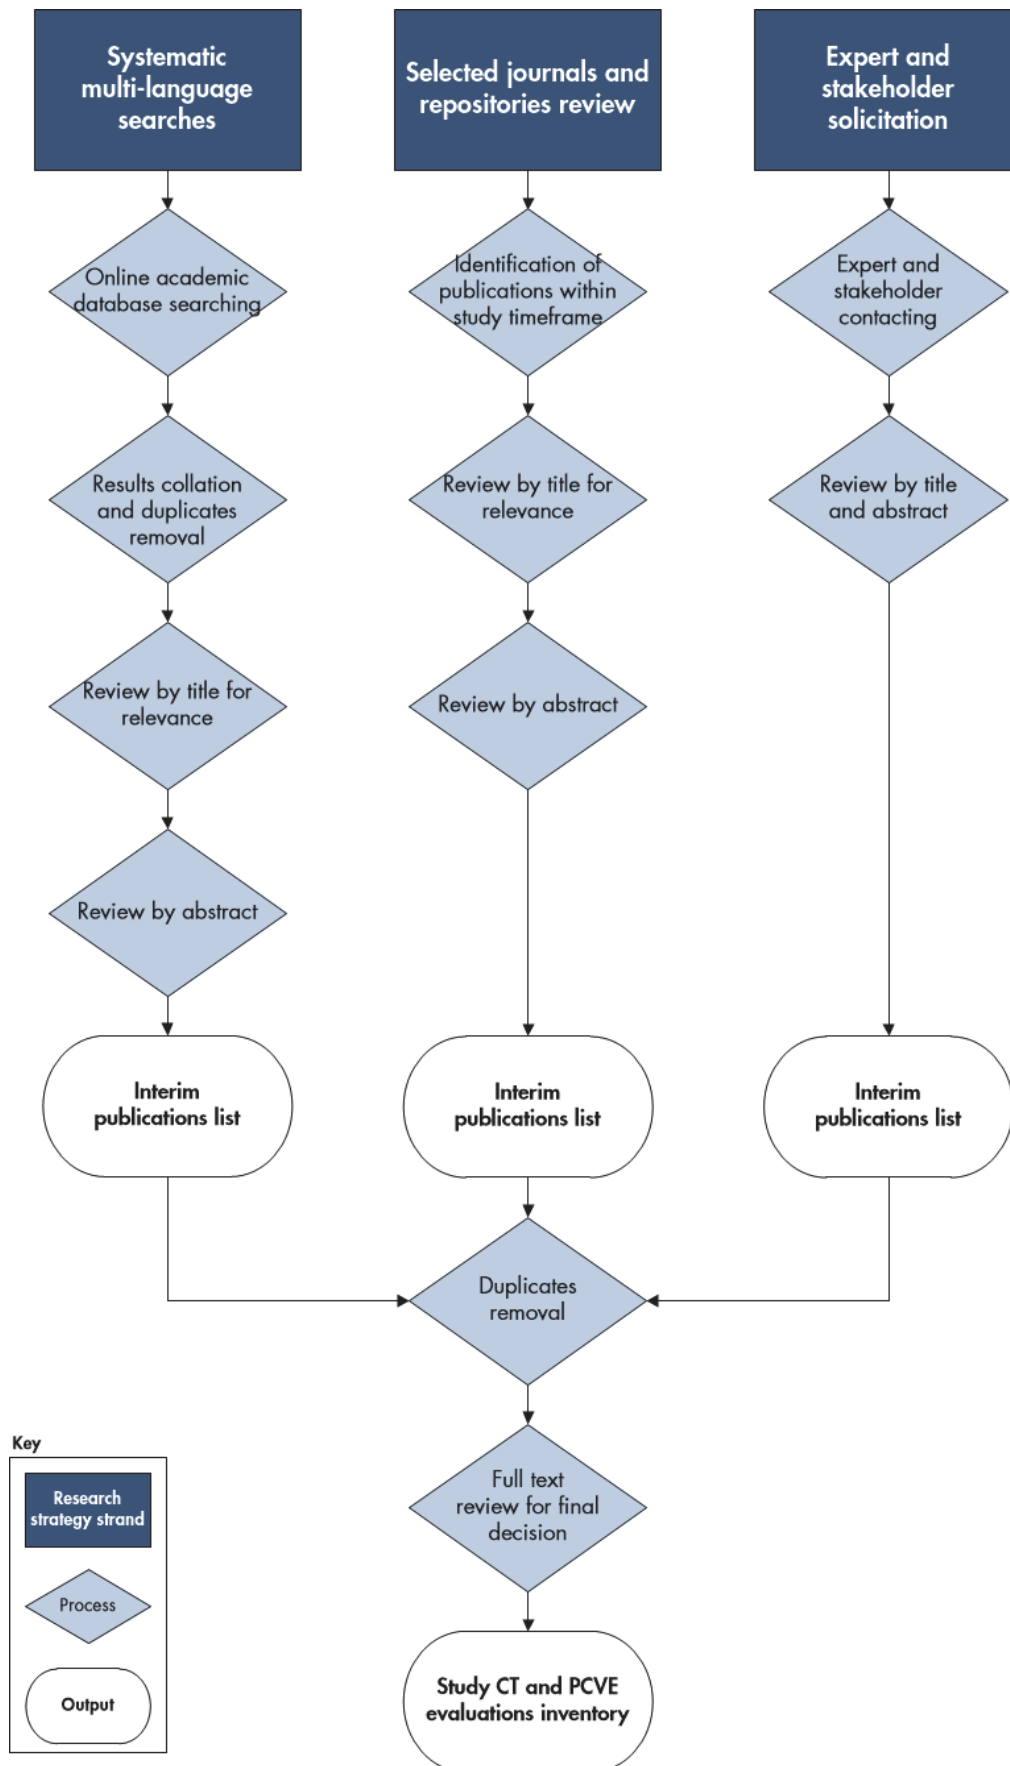 Systematic
multi-language
searches
Selected journals and
repositories review
Expert and
stakeholder
solicitation
Online academic
database searching
Identification of
publications within
study timeframe
Expert and
stakeholder
contacting
Results collation
and duplicates
removal
Review by title for
relevance
Review by title
and abstract
Review by title for
relevance
Review by abstract
Review by abstract
Interim
publications list
Interim
publications list
Interim
publications list
Duplicates
removal
Full text
review for final
decision
Study CT and PCVE
evaluations inventory
Key
Research
strategy strand
Process
Output